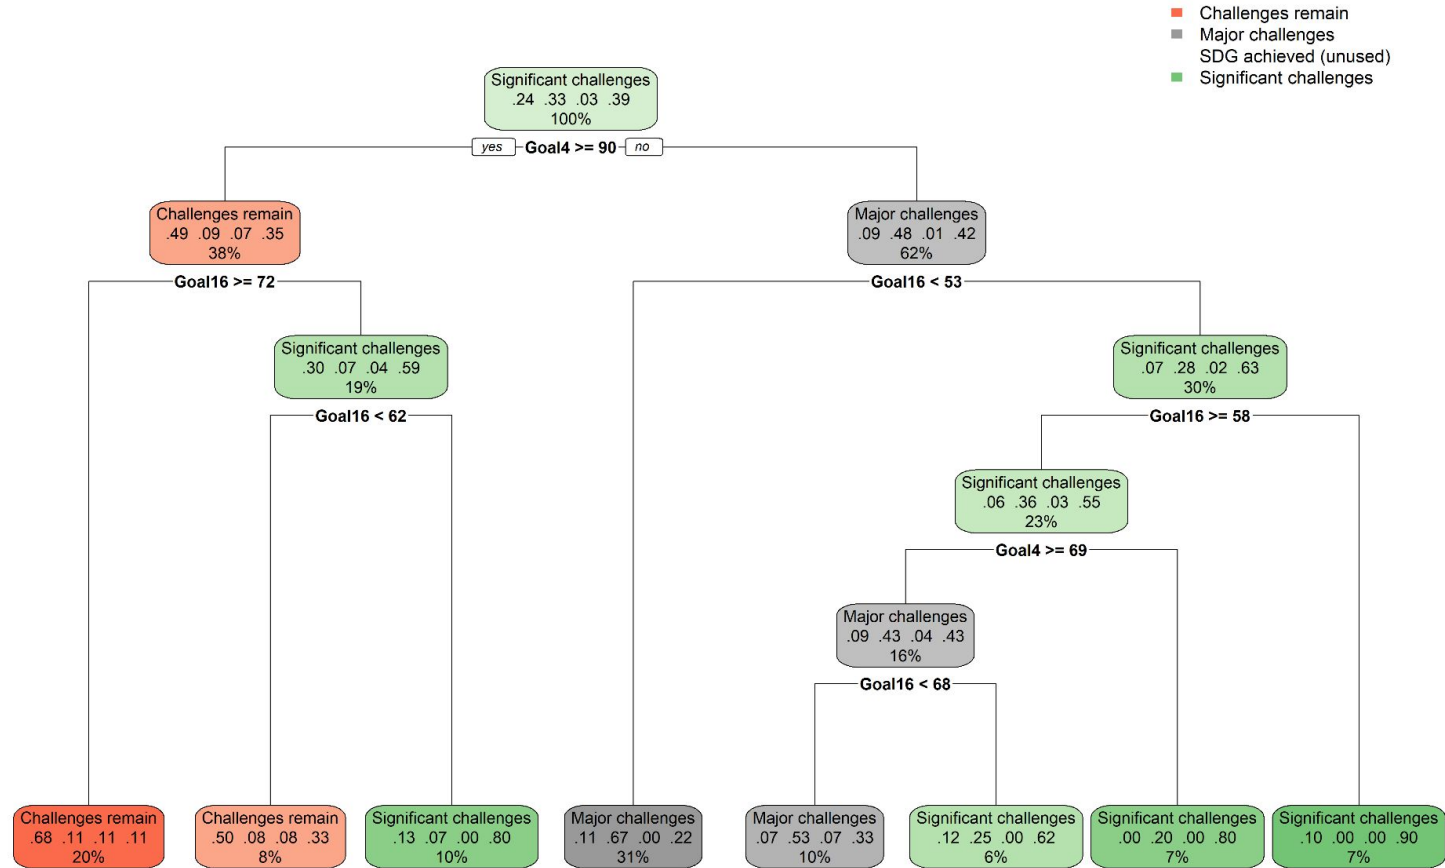 Challenges remain
Major challenges
SDG achieved (unused)
Significant challenges
Significant challenges
.24 .33 .03 .39
100%
yes Goal4 >= 90 no
Challenges remain
.49 .09 .07 .35
38%
Major challenges
.09 .48 .01 .42
62%
Goal16 >= 72
Goal16 < 53
Significant challenges
.30 .07 .04 .59
19%
Significant challenges
.07 .28 .02 .63
30%
Goal16 < 62
Goal16 >= 58
Significant challenges
.06 .36 .03 .55
23%
Goal4 >= 69
Major challenges
.09 .43 .04 .43
16%
Goal16 < 68
Challenges remain
.68 .11 .11 .11
20%
Challenges remain
.50 .08 .08 .33
8%
Significant challenges
.13 .07 .00 .80
10%
Major challenges
.11 .67 .00 .22
31%
Major challenges
.07 .53 .07 .33
10%
Significant challenges
.12 .25 .00 .62
6%
Significant challenges
.00 .20 .00 .80
7%
Significant challenges
.10 .00 .00 .90
7%